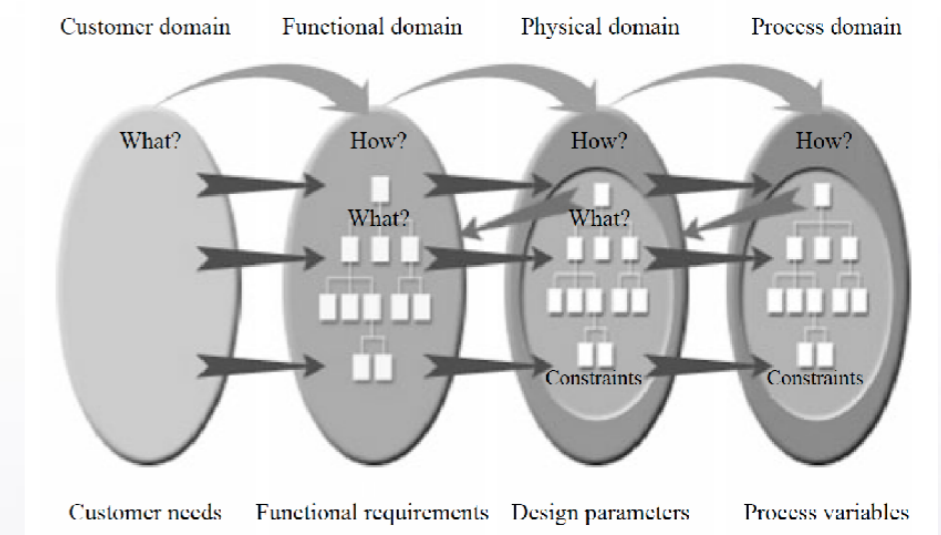 Customer domain
Functional domain
Physical domain
Process domain
What?
How?
How?
How?
What?
What?
Constraints
Constraints
Customer needs
Functional requirements
Design parameters
Process variables